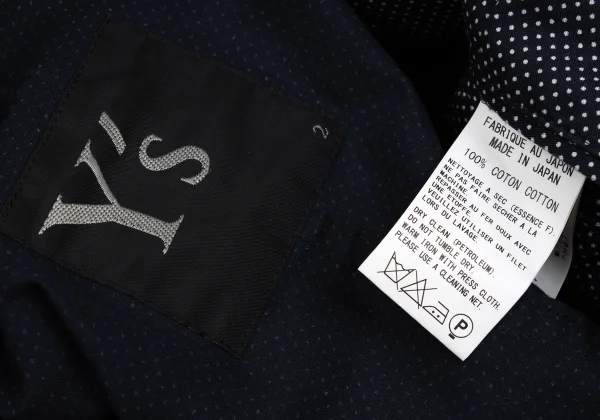 Y's
2
FABRIQUE AU JAPON
MADE IN JAPAN
100% COTON COTTON
NETTOYAGE A SEC (ESSENCE F).
NE PAS FAIRE SECHER A LA
MACHINE.
REPASSER AU FER DOUX AVEC
UNE ETOFFE.
VEUILLEZ UTILISER UN FILET
LORS DU LAVAGE.
DRY CLEAN (PETROLEUM).
DO NOT TUMBLE DRY.
WARM IRON WITH PRESS CLOTH.
PLEASE USE A CLEANING NET.
P